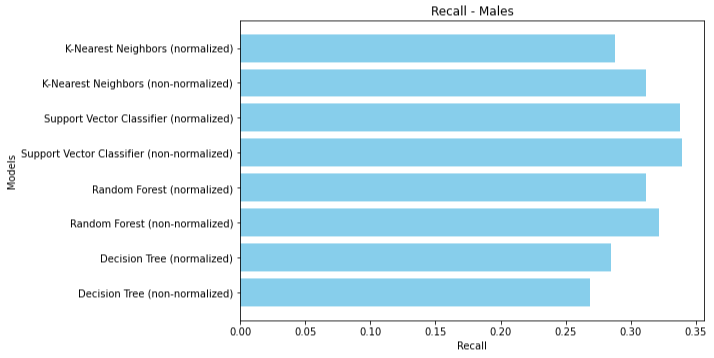 Recall - Males
Models
K-Nearest Neighbors (normalized)
K-Nearest Neighbors (non-normalized)
Support Vector Classifier (normalized)
Support Vector Classifier (non-normalized)
Random Forest (normalized)
Random Forest (non-normalized)
Decision Tree (normalized)
Decision Tree (non-normalized)
0.00 0.05 0.10 0.15 0.20 0.25 0.30 0.35
Recall